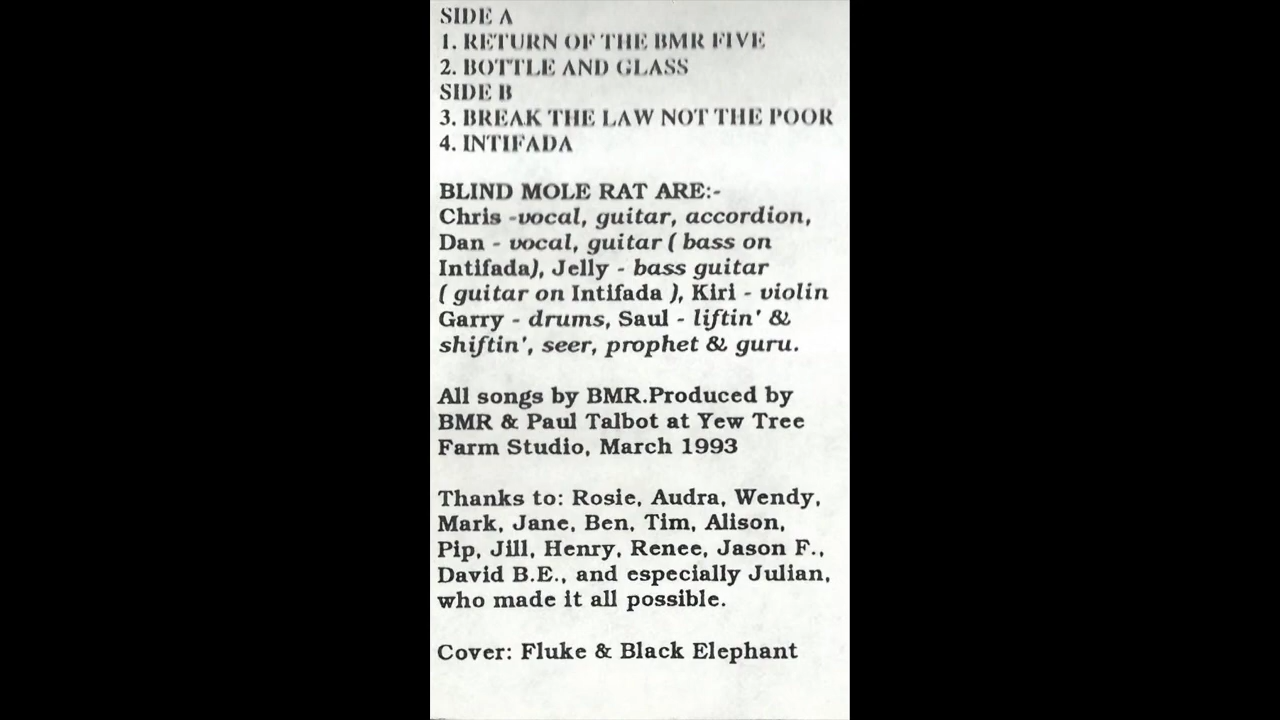 SIDE A
1. RETURN OF THE BMR FIVE
2. BOTTLE AND GLASS
SIDE B
3. BREAK THE LAW NOT THE POOR
4. INTIFADA
BLIND MOLE RAT ARE:-
Chris -vocal, guitar, accordion,
Dan - vocal, guitar ( bass on
Intifada), Jelly - bass guitar
( guitar on Intifada ), Kiri - violin
Garry - drums, Saul - liftin' &
shiftin', seer, prophet & guru.
All songs by BMR.Produced by
BMR & Paul Talbot at Yew Tree
Farm Studio, March 1993
Thanks to: Rosie, Audra, Wendy,
Mark, Jane, Ben, Tim, Alison,
Pip, Jill, Henry, Renee, Jason F.,
David B.E., and especially Julian,
who made it all possible.
Cover: Fluke & Black Elephant